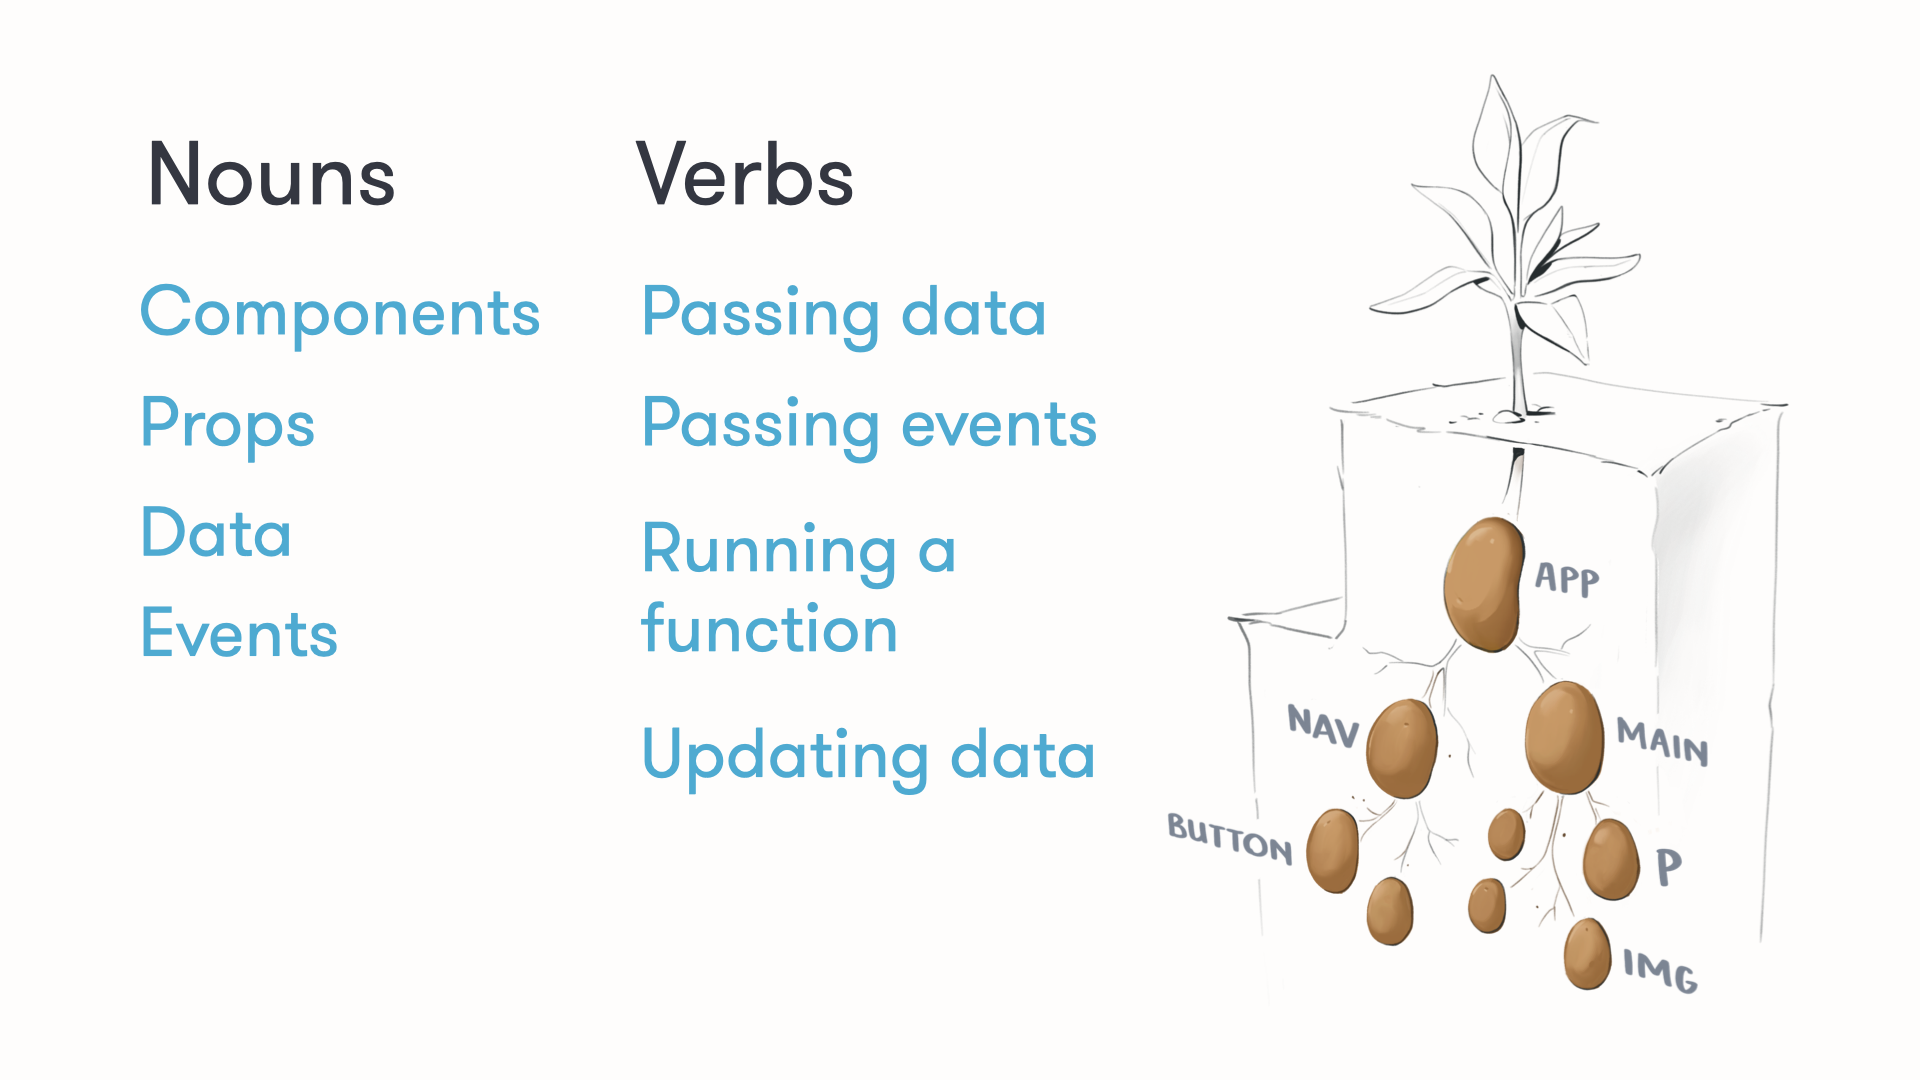 Nouns
Components
Props
Data
Events
Verbs
Passing data
Passing events
Running a
function
Updating data
APP
NAV
MAIN
BUTTON
P
IMG